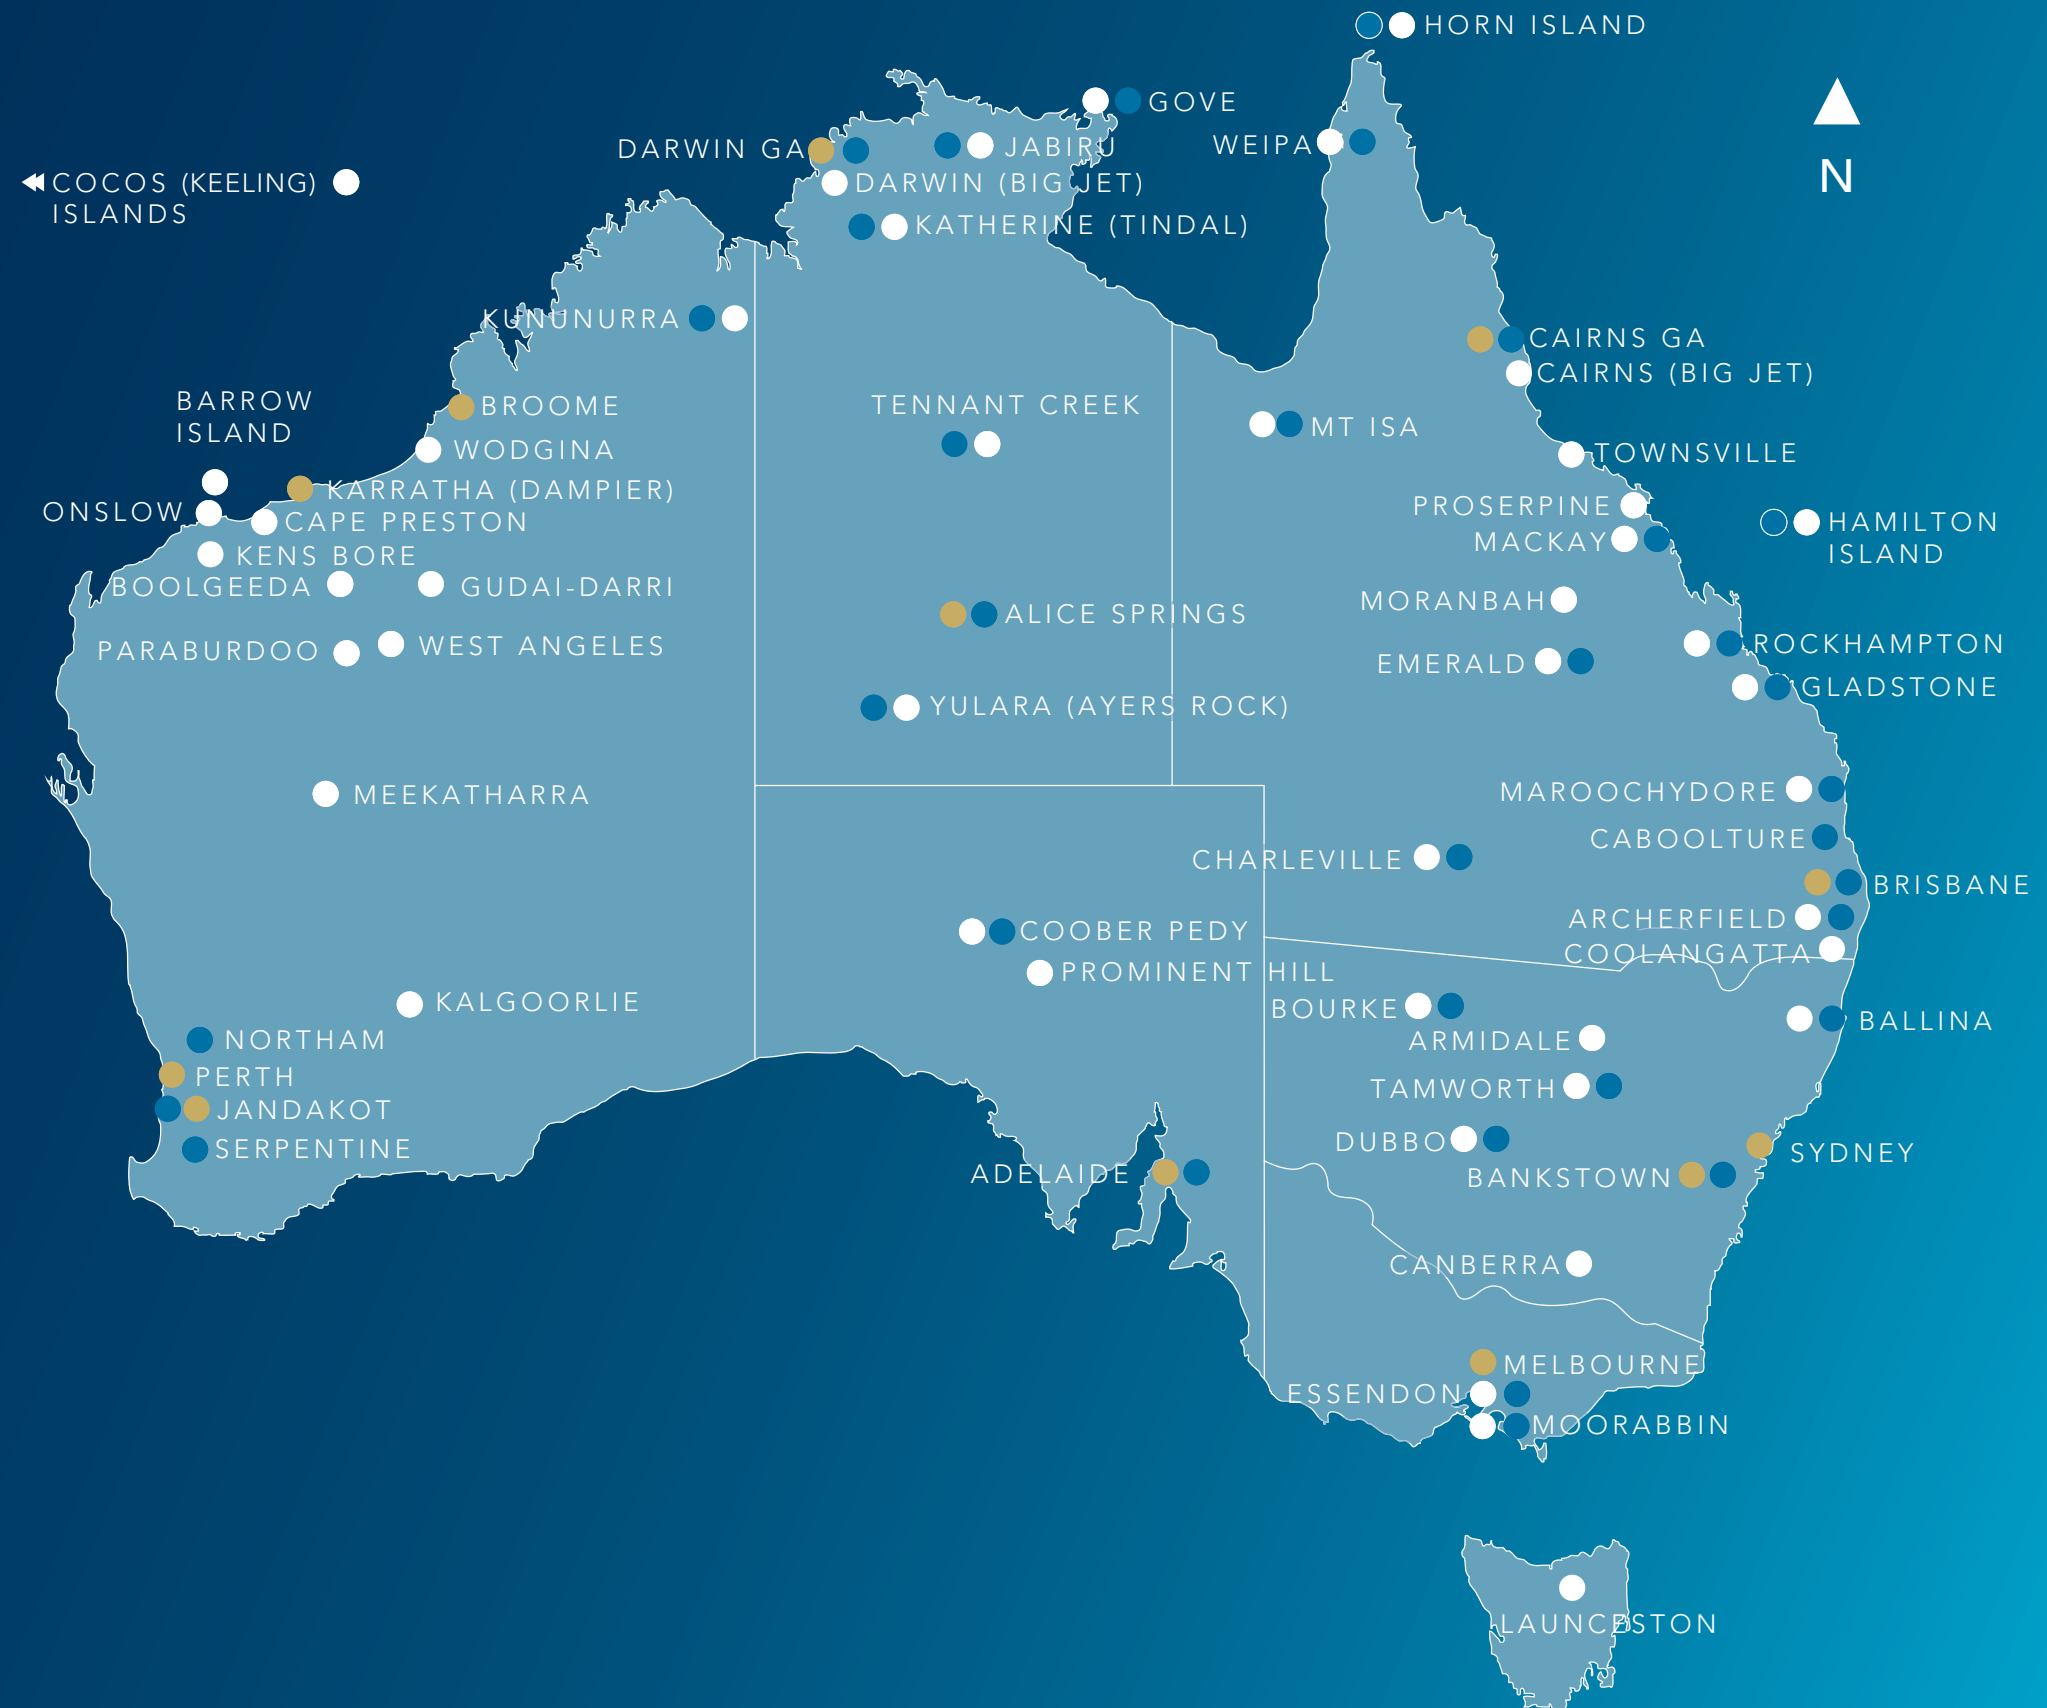 HORN ISLAND
GOVE
N
DARWIN GA
JABIRU
WEIPA
COCOS (KEELING)
ISLANDS
DARWIN (BIG JET)
KATHERINE (TINDAL)
KUNUNURRA
CAIRNS GA
CAIRNS (BIG JET)
BARROW
ISLAND
BROOME
TENNANT CREEK
MT ISA
WODGINA
TOWNSVILLE
KARRATHA (DAMPIER)
ONSLOW
CAPE PRESTON
PROSERPINE
HAMILTON
ISLAND
MACKAY
KENS BORE
BOOLGEEDA
GUDAI-DARRI
MORANBAH
ALICE SPRINGS
PARABURDOO
WEST ANGELES
ROCKHAMPTON
EMERALD
GLADSTONE
YULARA (AYERS ROCK)
MEEKATHARRA
MAROOCHYDORE
CABOOLTURE
CHARLEVILLE
BRISBANE
ARCHERFIELD
COOBER PEDY
COOLANGATTA
PROMINENT HILL
KALGOORLIE
BOURKE
BALLINA
NORTHAM
ARMIDALE
PERTH
TAMWORTH
JANDAKOT
DUBBO
SERPENTINE
SYDNEY
ADELAIDE
BANKSTOWN
CANBERRA
MELBOURNE
ESSENDON
MOORABBIN
LAUNCESTON